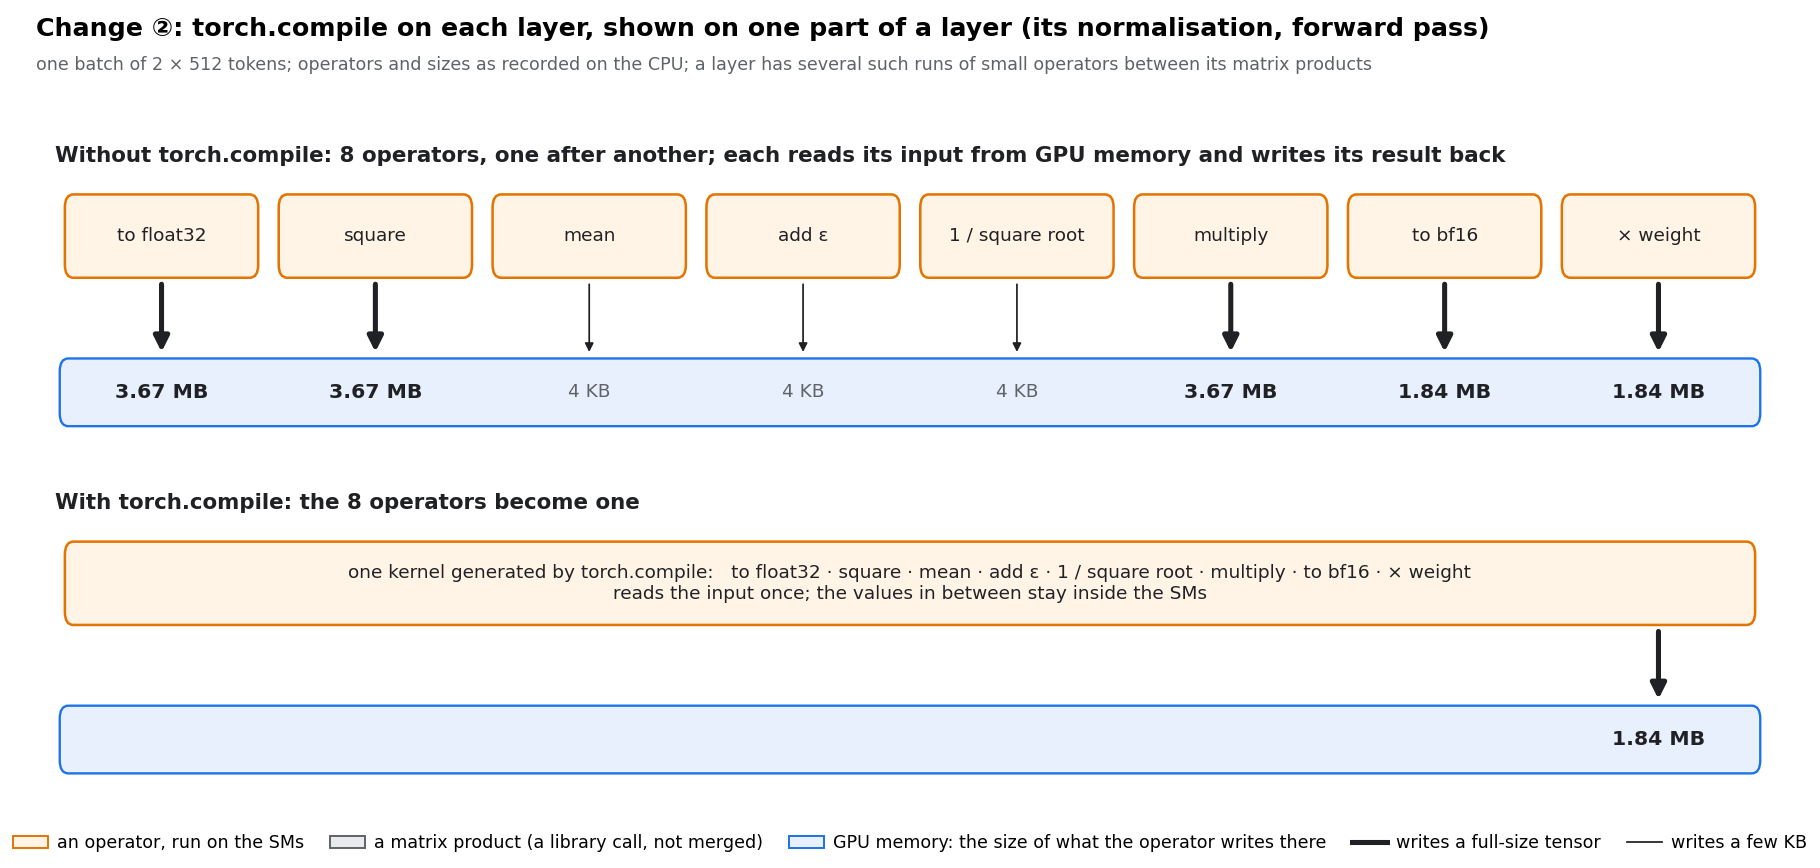 Change ②: torch.compile on each layer, shown on one part of a layer (its normalisation, forward pass)
one batch of 2 × 512 tokens; operators and sizes as recorded on the CPU; a layer has several such runs of small operators between its matrix products
Without torch.compile: 8 operators, one after another; each reads its input from GPU memory and writes its result back
to float32 square mean add ε 1 / square root multiply to bf16 × weight
3.67 MB 3.67 MB 4 KB 4 KB 4 KB 3.67 MB 1.84 MB 1.84 MB
With torch.compile: the 8 operators become one
one kernel generated by torch.compile: to float32 · square · mean · add ε · 1 / square root · multiply · to bf16 · × weight
reads the input once; the values in between stay inside the SMs
1.84 MB
an operator, run on the SMs a matrix product (a library call, not merged) GPU memory: the size of what the operator writes there writes a full-size tensor writes a few KB